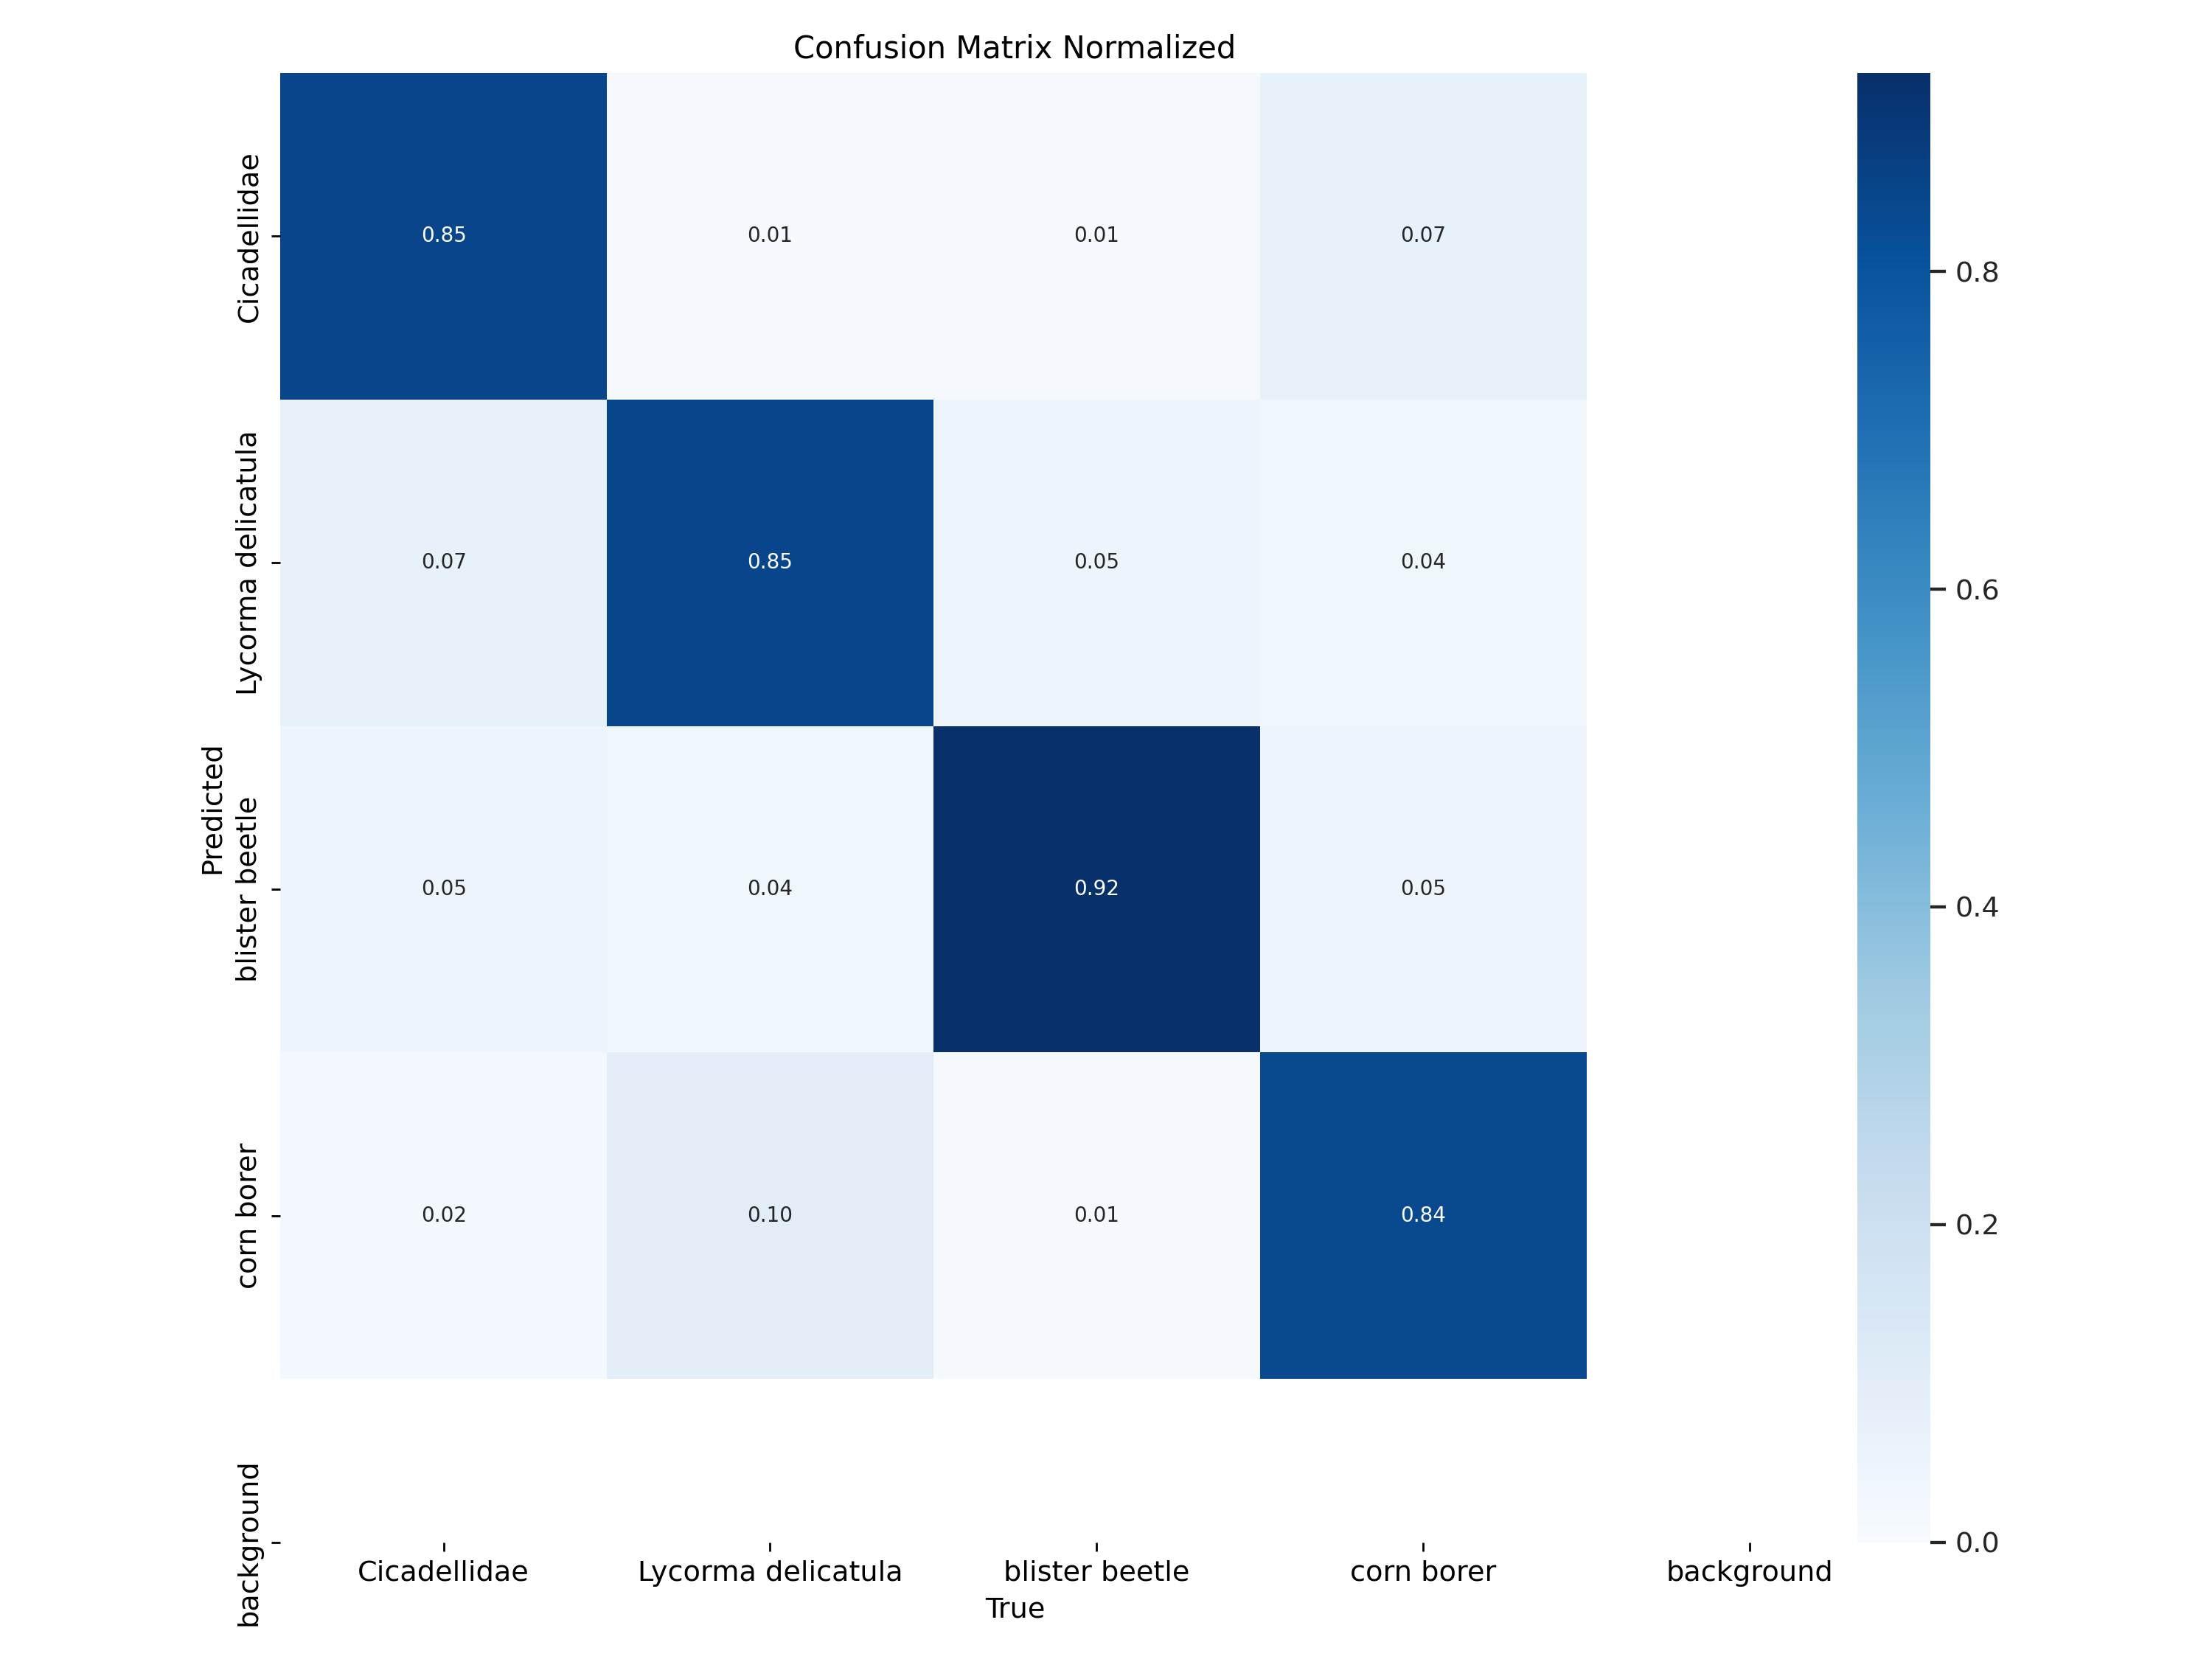 Confusion Matrix Normalized
Cicadellidae
0.85
0.01
0.01
0.07
Lycorma delicatula
0.07
0.85
0.05
0.04
blister beetle
0.05
0.04
0.92
0.05
corn borer
0.02
0.10
0.01
0.84
background
Predicted
Cicadellidae
Lycorma delicatula
blister beetle
corn borer
background
True
0.8
0.6
0.4
0.2
0.0